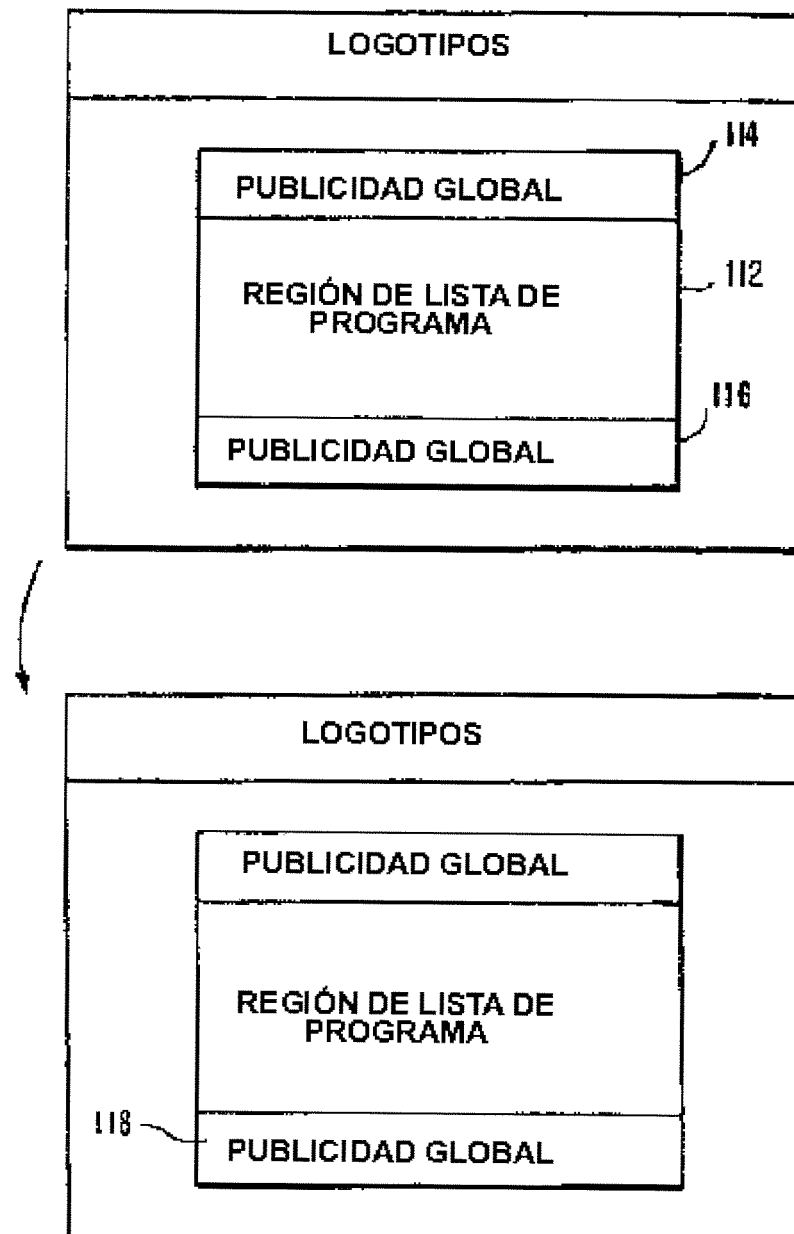 LOGOTIPOS
114
PUBLICIDAD GLOBAL
112
REGIÓN DE LISTA DE
PROGRAMA
116
PUBLICIDAD GLOBAL
LOGOTIPOS
PUBLICIDAD GLOBAL
REGIÓN DE LISTA DE
PROGRAMA
118
PUBLICIDAD GLOBAL